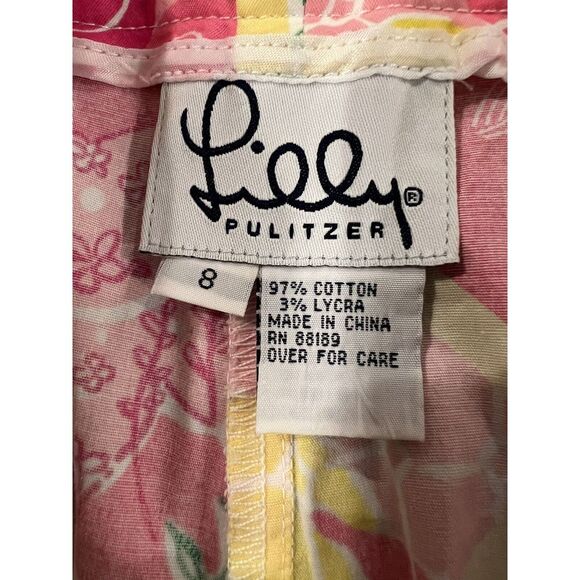 Lilly®
PULITZER
8
97% COTTON
3% LYCRA
MADE IN CHINA
RN 88189
OVER FOR CARE